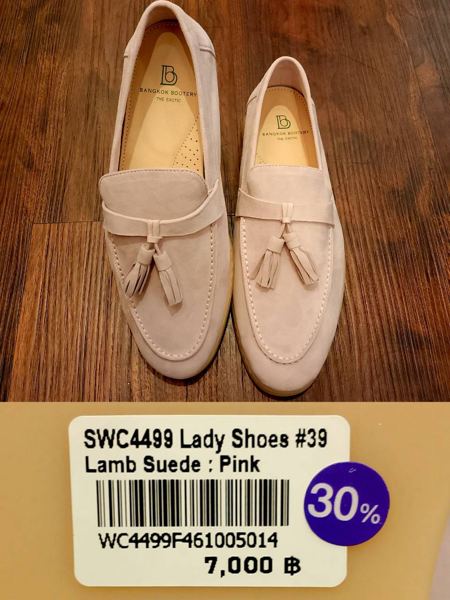 B
BANGKOK BOOTERY
THE EXOTIC
B
BANGKOK BOOTERY
THE EXOTIC
SWC4499 Lady Shoes #39
Lamb Suede : Pink
WC4499F461005014
7,000 ฿
30%